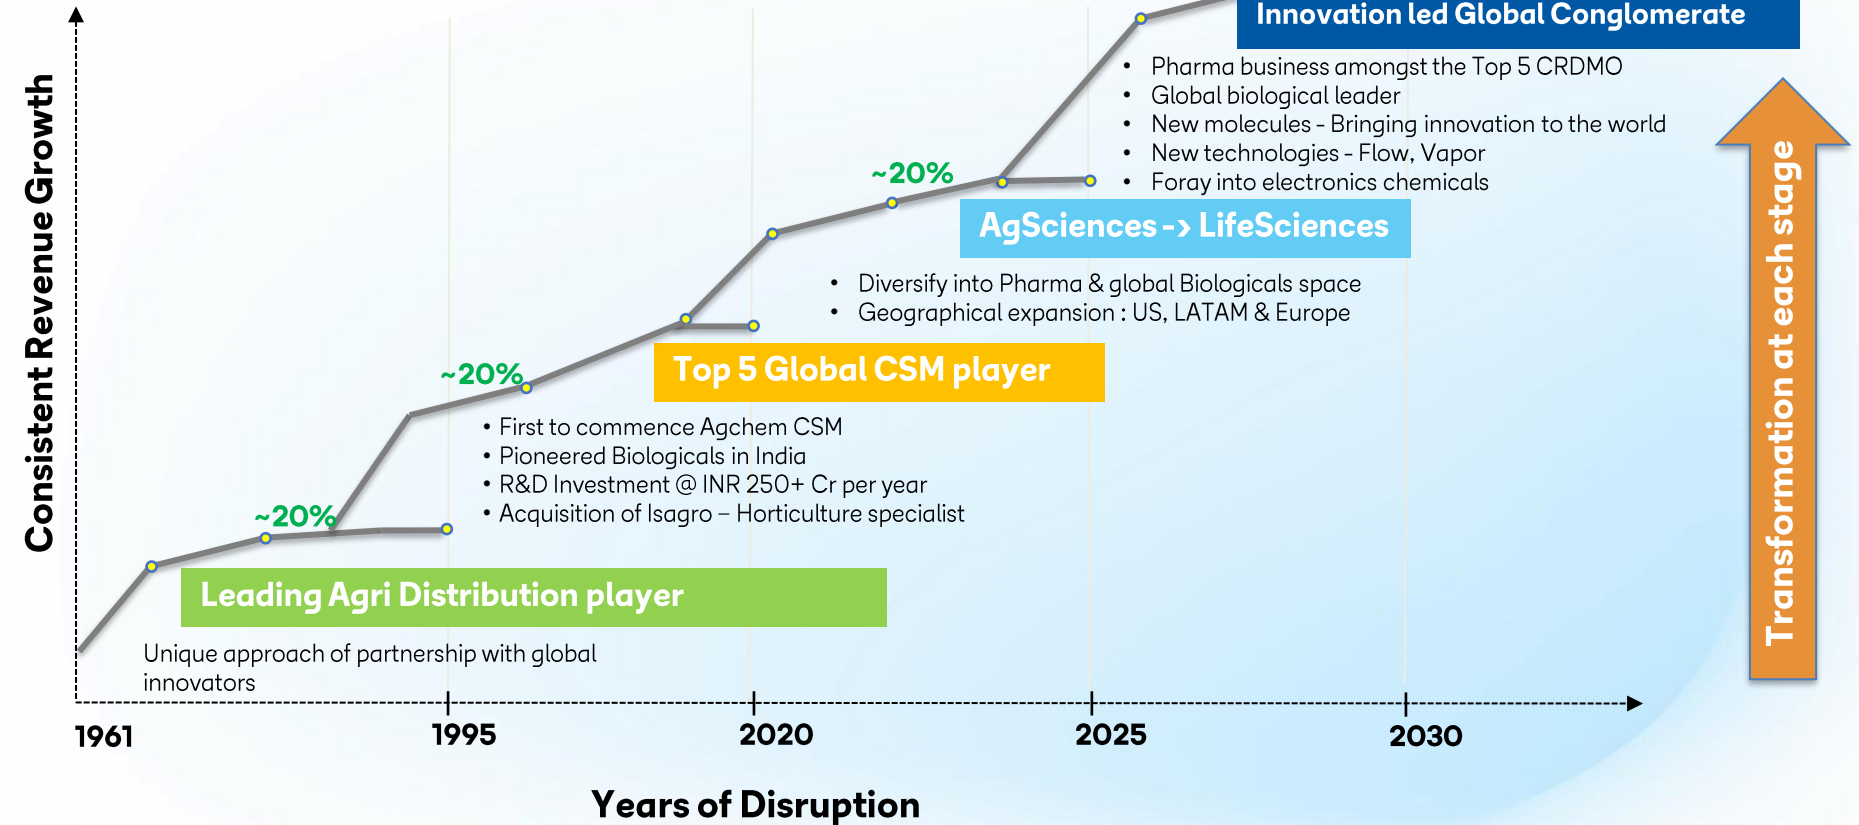 Innovation led Global Conglomerate
• Pharma business amongst the Top 5 CRDMO
• Global biological leader
• New molecules - Bringing innovation to the world
• New technologies - Flow, Vapor
• Foray into electronics chemicals
~20%
AgSciences -> LifeSciences
• Diversify into Pharma & global Biologicals space
• Geographical expansion : US, LATAM & Europe
~20%
Top 5 Global CSM player
• First to commence Agchem CSM
• Pioneered Biologicals in India
• R&D Investment @ INR 250+ Cr per year
• Acquisition of Isagro – Horticulture specialist
~20%
Leading Agri Distribution player
Unique approach of partnership with global
innovators
Consistent Revenue Growth
Transformation at each stage
1961 1995 2020 2025 2030
Years of Disruption